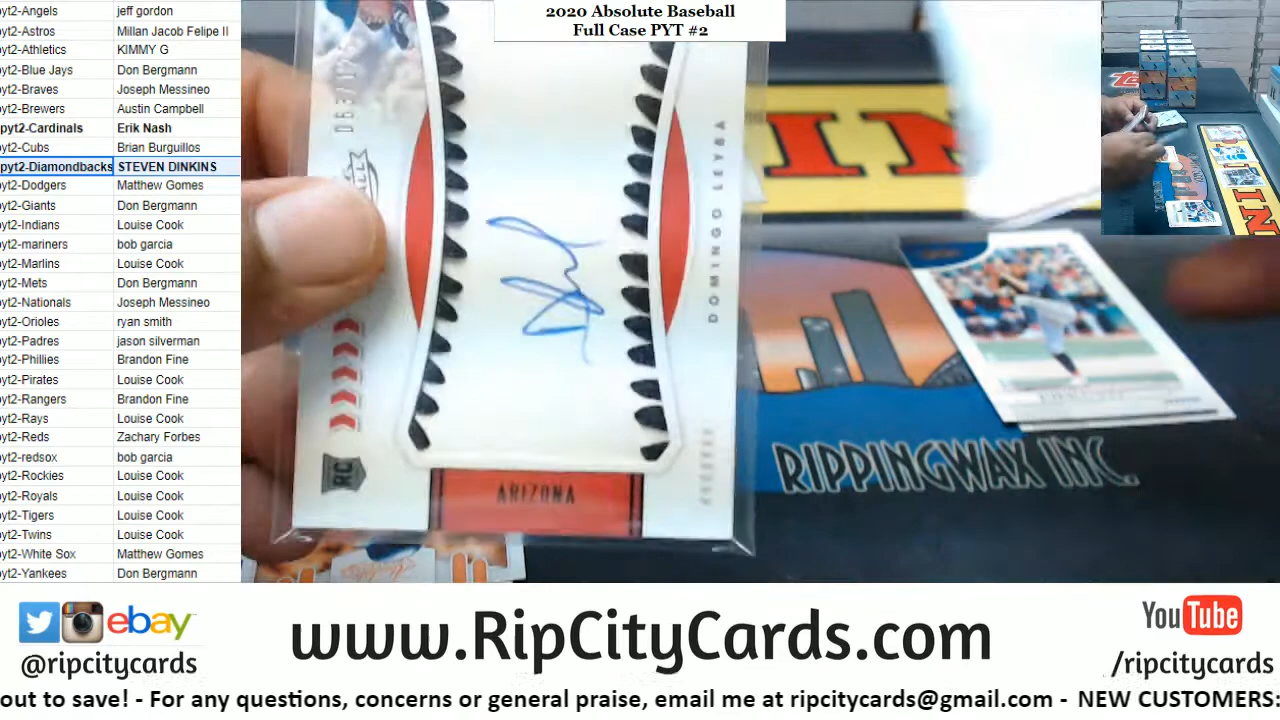 2020 Absolute Baseball
Full Case PYT #2
pyt2-Angels jeff gordon
pyt2-Astros Millan Jacob Felipe II
pyt2-Athletics KIMMY G
pyt2-Blue Jays Don Bergmann
pyt2-Braves Joseph Messineo
pyt2-Brewers Austin Campbell
pyt2-Cardinals Erik Nash
pyt2-Cubs Brian Burguillos
pyt2-Diamondbacks STEVEN DINKINS
pyt2-Dodgers Matthew Gomes
pyt2-Giants Don Bergmann
pyt2-Indians Louise Cook
pyt2-mariners bob garcia
pyt2-Marlins Louise Cook
pyt2-Mets Don Bergmann
pyt2-Nationals Joseph Messineo
pyt2-Orioles ryan smith
pyt2-Padres jason silverman
pyt2-Phillies Brandon Fine
pyt2-Pirates Louise Cook
pyt2-Rangers Brandon Fine
pyt2-Rays Louise Cook
pyt2-Reds Zachary Forbes
pyt2-redsox bob garcia
pyt2-Rockies Louise Cook
pyt2-Royals Louise Cook
pyt2-Tigers Louise Cook
pyt2-Twins Louise Cook
pyt2-White Sox Matthew Gomes
pyt2-Yankees Don Bergmann
DOMINGO LEYBA
RC
ARIZONA
RIPPINGWAX INC.
ebay
@ripcitycards
www.RipCityCards.com
YouTube
/ripcitycards
out to save! - For any questions, concerns or general praise, email me at ripcitycards@gmail.com - NEW CUSTOMERS: